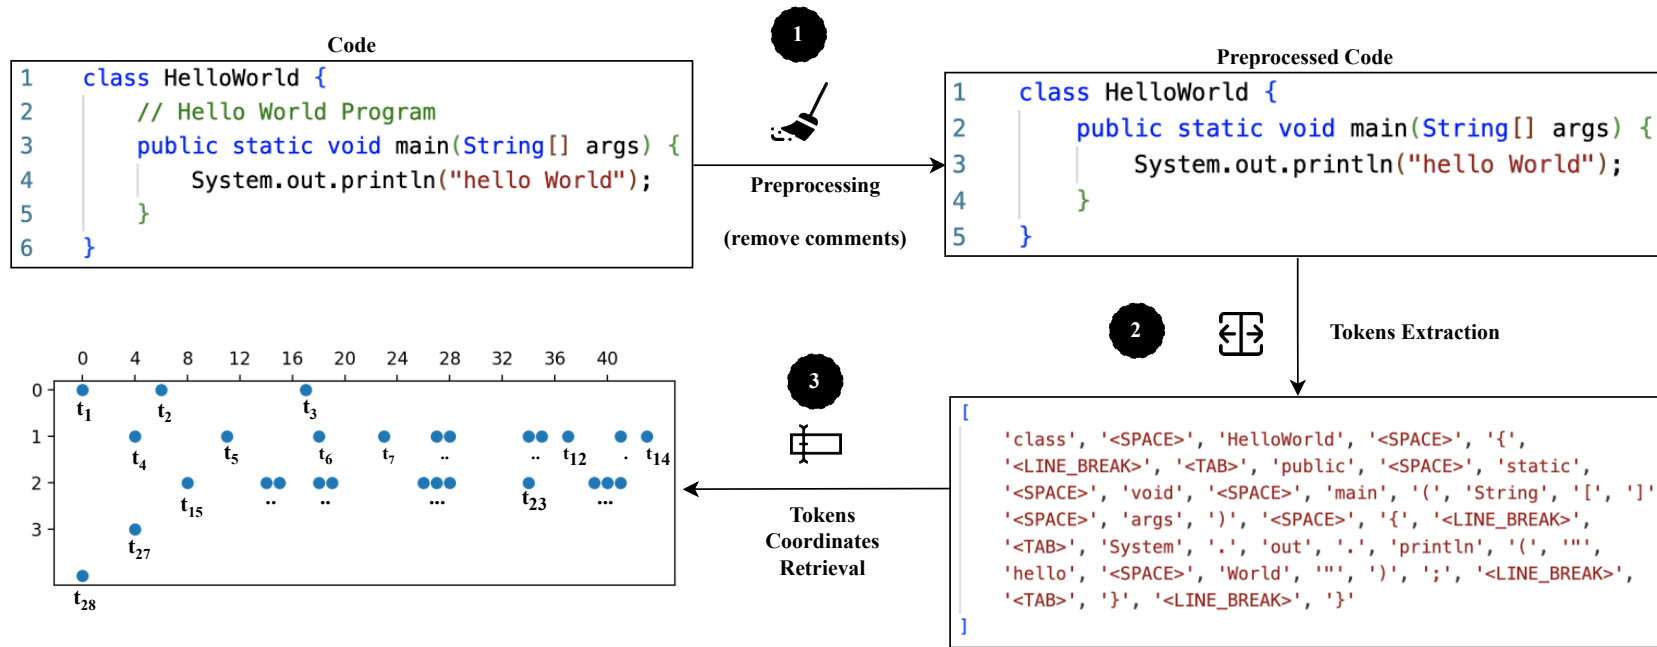 Code
1 class HelloWorld {
2 // Hello World Program
3 public static void main(String[] args) {
4 System.out.println("hello World");
5 }
6 }
1
Preprocessing
(remove comments)
Preprocessed Code
1 class HelloWorld {
2 public static void main(String[] args) {
3 System.out.println("hello World");
4 }
5 }
2
Tokens Extraction
[
'class', '<SPACE>', 'HelloWorld', '<SPACE>', '{',
'<LINE_BREAK>', '<TAB>', 'public', '<SPACE>', 'static',
'<SPACE>', 'void', '<SPACE>', 'main', '(', 'String', '[', ']'
'<SPACE>', 'args', ')', '<SPACE>', '{', '<LINE_BREAK>',
'<TAB>', 'System', '.', 'out', '.', 'println', '(', '"',
'hello', '<SPACE>', 'World', '"', ')', ';', '<LINE_BREAK>',
'<TAB>', '}', '<LINE_BREAK>', '}'
]
3
Tokens
Coordinates
Retrieval
0 4 8 12 16 20 24 28 32 36 40
0
t1 t2 t3
1
t4 t5 t6 t7 .. .. t12 . t14
2
t15 .. .. ... t23 ...
3
t27
t28